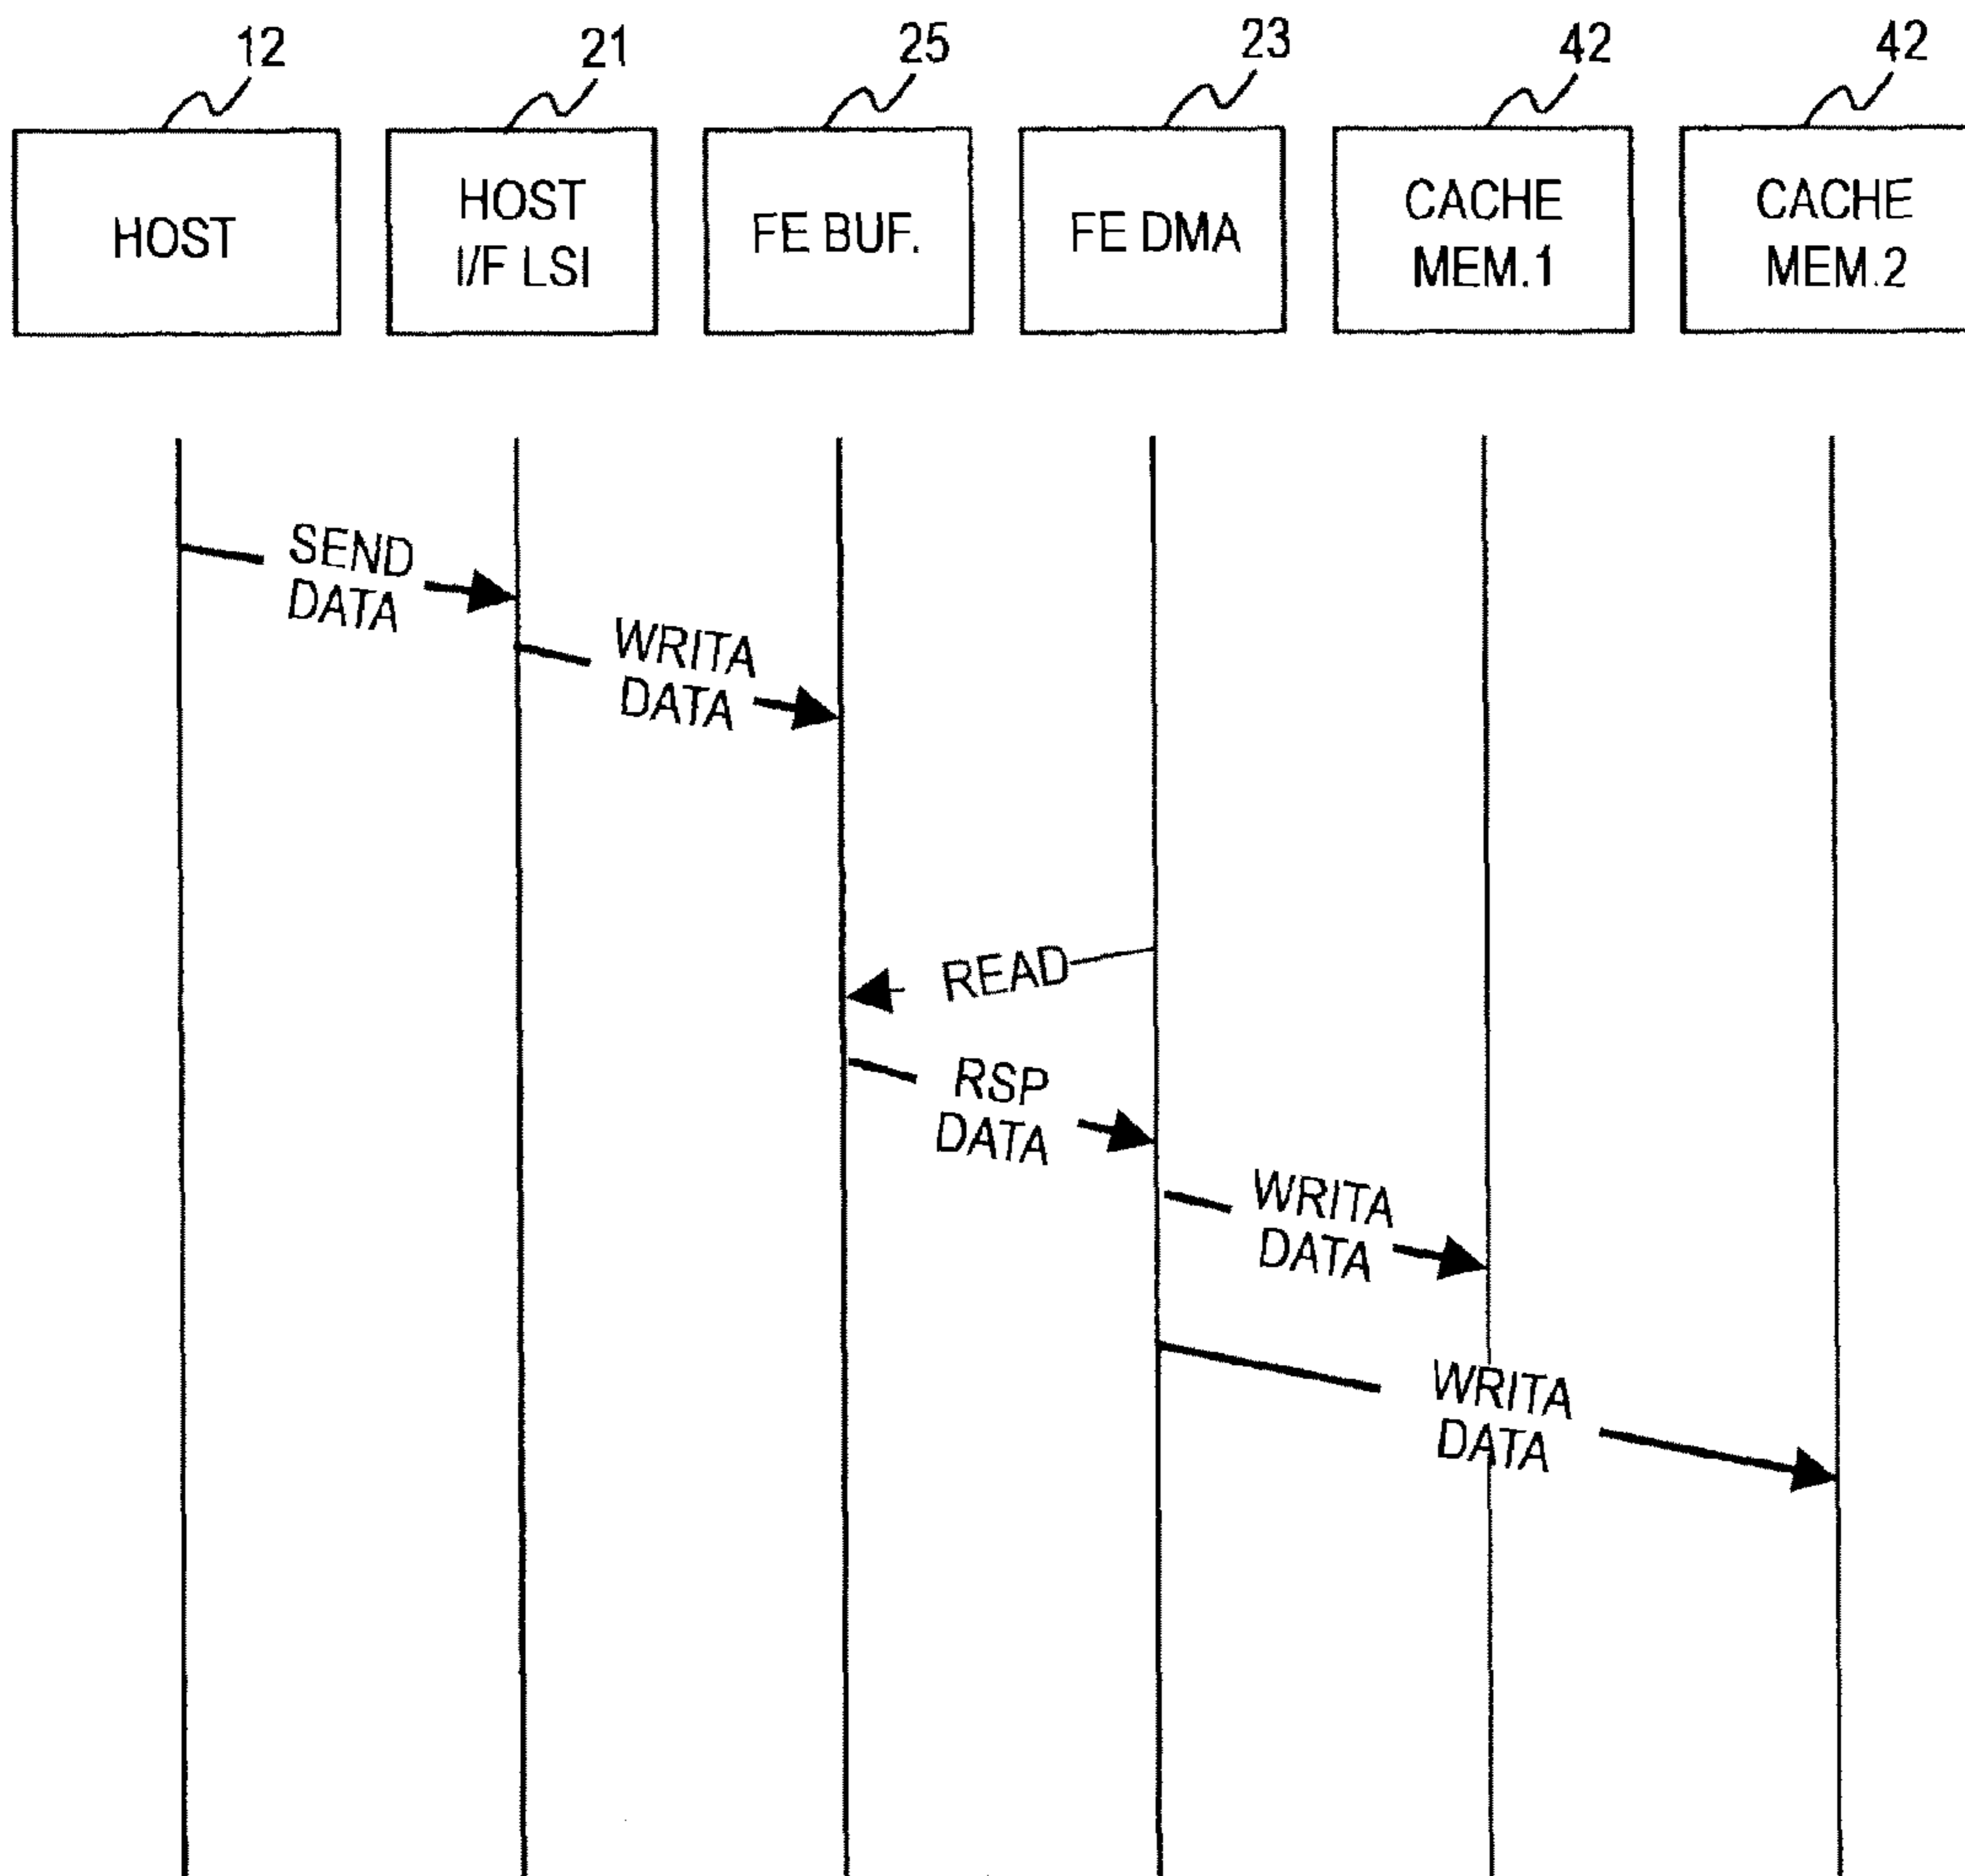 12
21
25
23
42
42
HOST
HOST
I/F LSI
FE BUF.
FE DMA
CACHE
MEM.1
CACHE
MEM.2
SEND
DATA
WRITA
DATA
READ
RSP
DATA
WRITA
DATA
WRITA
DATA